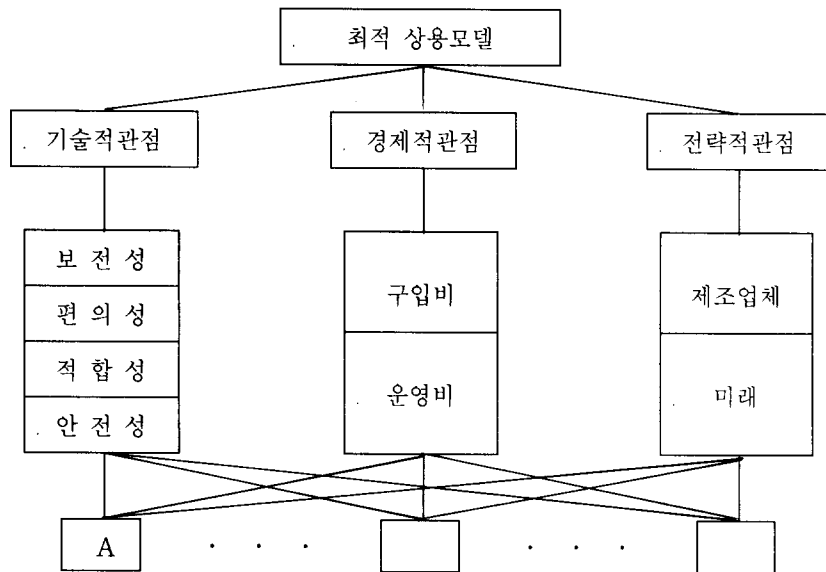 최적 상용모델
기술적관점
경제적관점
전략적관점
보 전 성
편 의 성
적 합 성
안 전 성
구입비
운영비
제조업체
미래
A
. . .
. . .